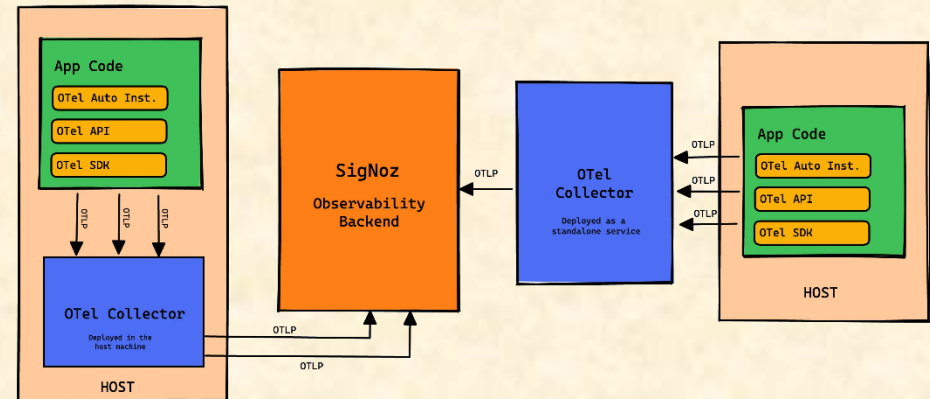 App Code
OTel Auto Inst.
OTel API
OTel SDK
OTLP
OTLP
OTLP
OTel Collector
Deployed in the
host machine
HOST
OTLP
OTLP
SigNoz
Observability
Backend
OTLP
OTel
Collector
Deployed as a
standalone service
OTLP
OTLP
OTLP
App Code
OTel Auto Inst.
OTel API
OTel SDK
HOST